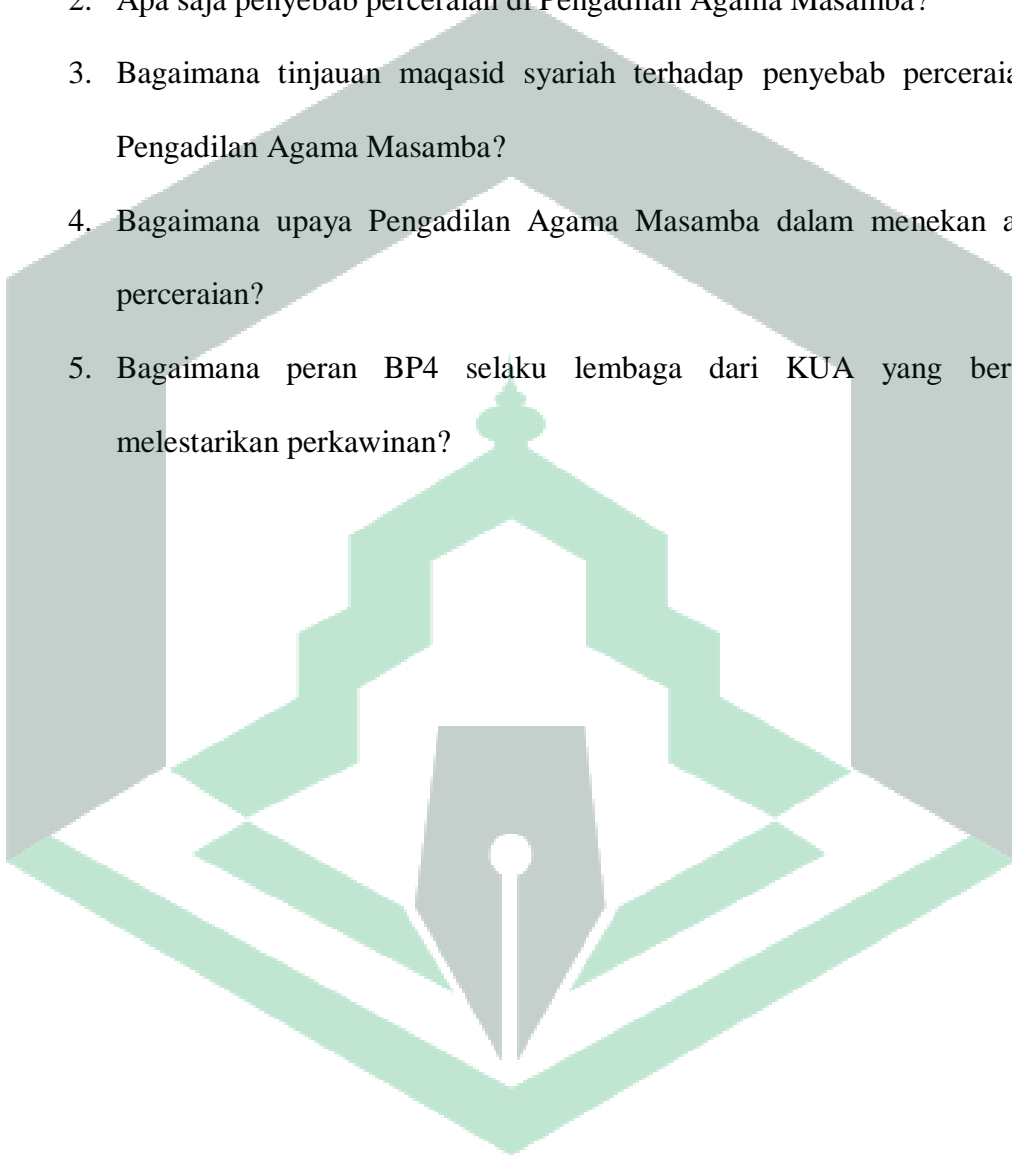 2. Apa saja penyebab perceraian di Pengadilan Agama Masamba?
3. Bagaimana tinjauan maqasid syariah terhadap penyebab perceraia
Pengadilan Agama Masamba?
4. Bagaimana upaya Pengadilan Agama Masamba dalam menekan a
perceraian?
5. Bagaimana peran BP4 selaku lembaga dari KUA yang ber
melestarikan perkawinan?